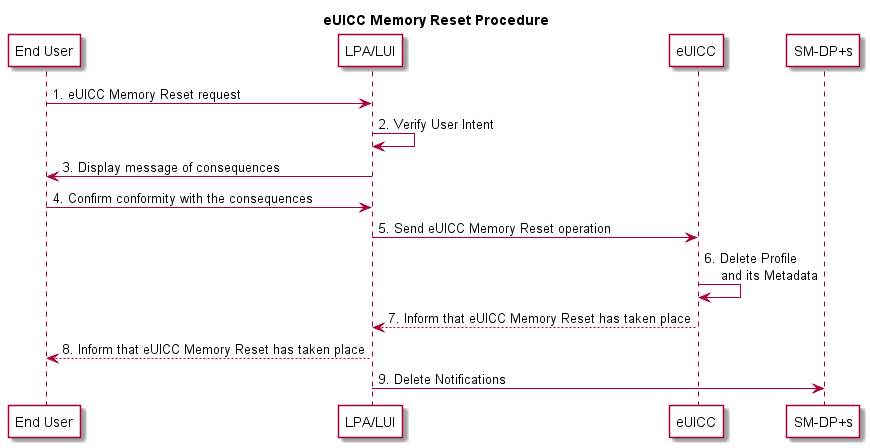 eUICC Memory Reset Procedure
End User
LPA/LUI
eUICC
SM-DP+s
1. eUICC Memory Reset request
2. Verify User Intent
3. Display message of consequences
4. Confirm conformity with the consequences
5. Send eUICC Memory Reset operation
6. Delete Profile
and its Metadata
7. Inform that eUICC Memory Reset has taken place
8. Inform that eUICC Memory Reset has taken place
9. Delete Notifications
End User
LPA/LUI
eUICC
SM-DP+s